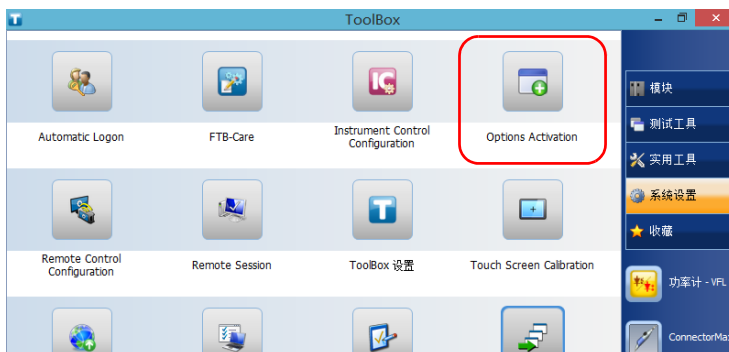 ToolBox
Automatic Logon
FTB-Care
Instrument Control
Configuration
Options Activation
Remote Control
Configuration
Remote Session
ToolBox 设置
Touch Screen Calibration
模块
测试工具
实用工具
系统设置
收藏
功率计 - VFL
ConnectorMa